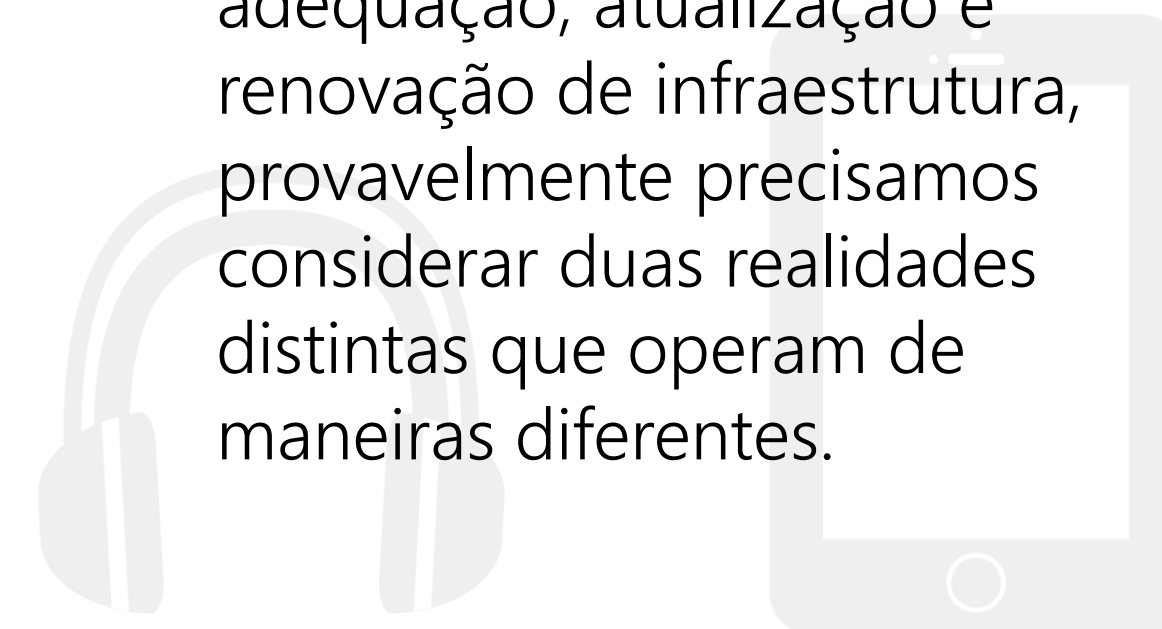 adequação, atualização e
renovação de infraestrutura,
provavelmente precisamos
considerar duas realidades
distintas que operam de
maneiras diferentes.